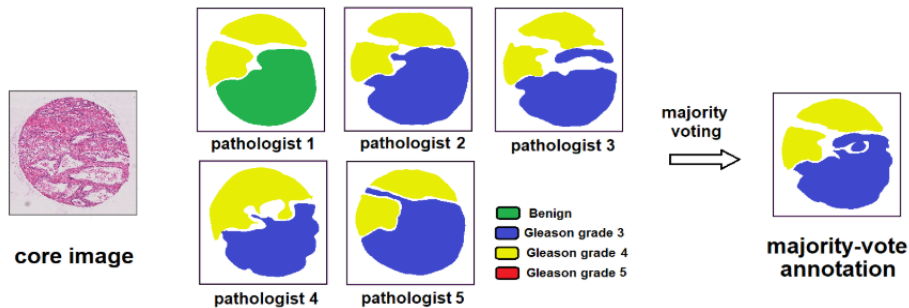 pathologist 1
pathologist 2
pathologist 3
majority
voting
core image
pathologist 4
pathologist 5
Benign
Gleason grade 3
Gleason grade 4
Gleason grade 5
majority-vote
annotation